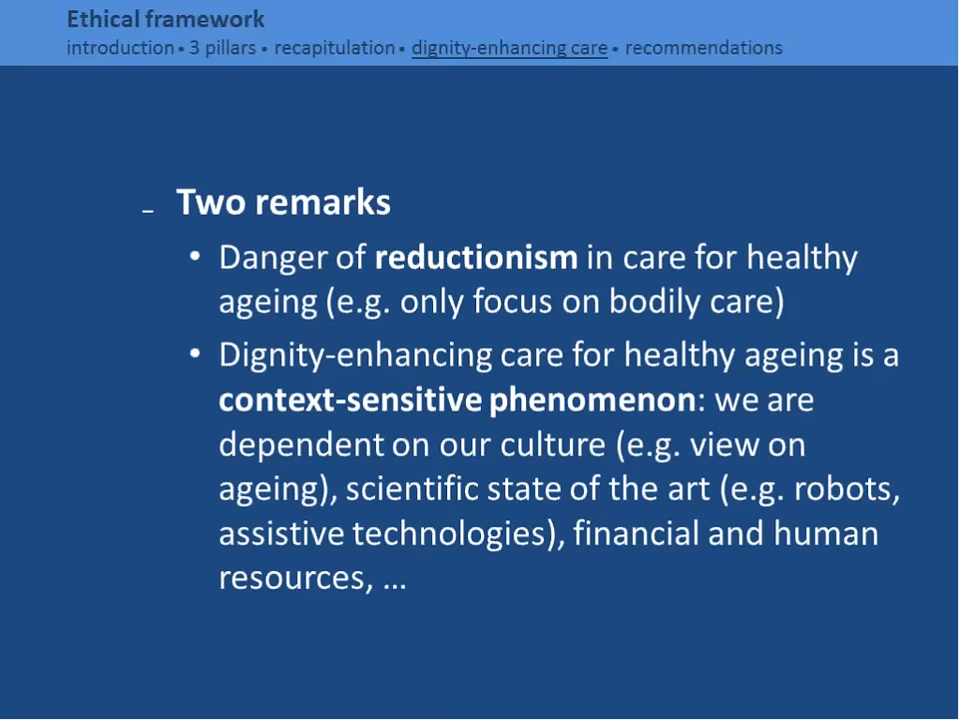 Ethical framework
introduction • 3 pillars • recapitulation • dignity-enhancing care • recommendations
– Two remarks
• Danger of reductionism in care for healthy
ageing (e.g. only focus on bodily care)
• Dignity-enhancing care for healthy ageing is a
context-sensitive phenomenon: we are
dependent on our culture (e.g. view on
ageing), scientific state of the art (e.g. robots,
assistive technologies), financial and human
resources, …